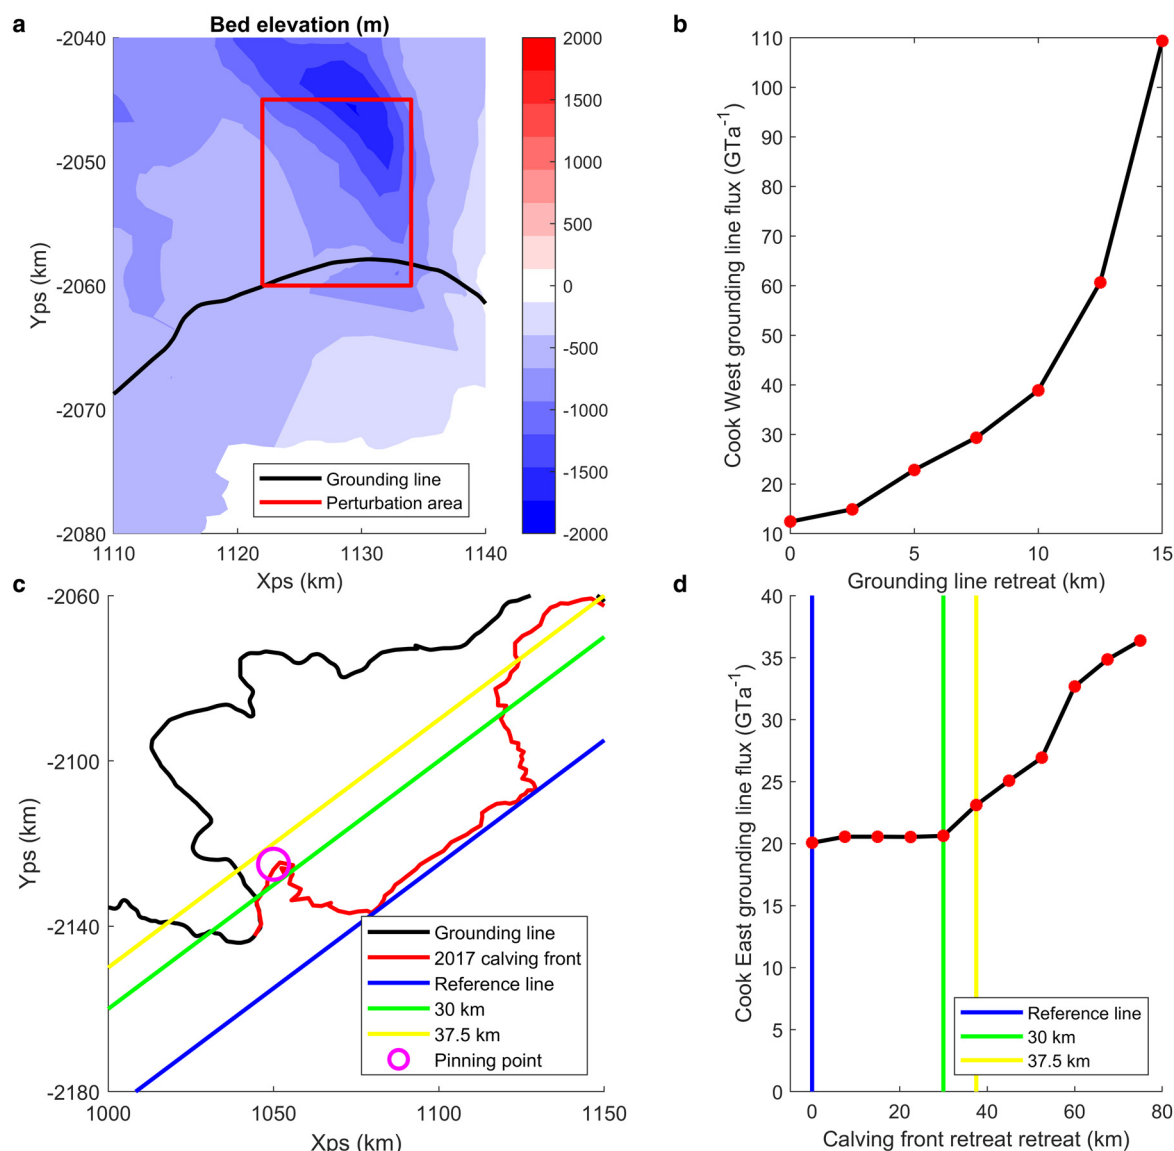 a
Bed elevation (m)
-2040
-2050
-2060
-2070
-2080
Yps (km)
1110
1120
1130
1140
Xps (km)
Grounding line
Perturbation area
2000
1500
1000
500
0
-500
-1000
-1500
-2000
b
110
100
90
80
70
60
50
40
30
20
10
Cook West grounding line flux (GTa⁻¹)
0
5
10
15
Grounding line retreat (km)
c
-2060
-2100
-2140
-2180
Yps (km)
1000
1050
1100
1150
Xps (km)
Grounding line
2017 calving front
Reference line
30 km
37.5 km
Pinning point
d
40
35
30
25
20
15
10
5
0
Cook East grounding line flux (GTa⁻¹)
0
20
40
60
80
Calving front retreat retreat (km)
Reference line
30 km
37.5 km